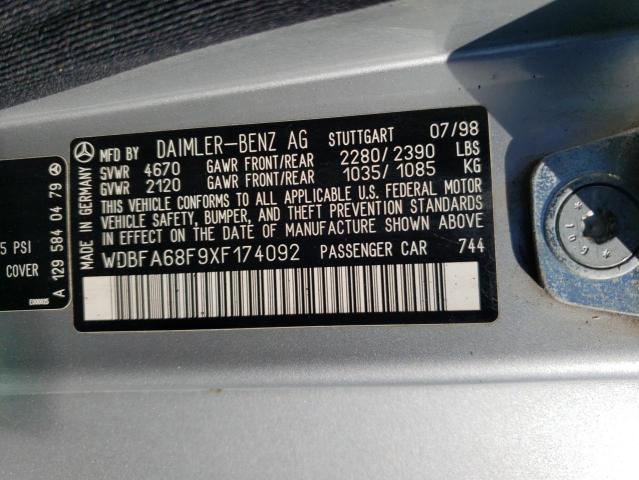 MADE IN GERMANY
MFD BY DAIMLER-BENZ AG STUTTGART 07/98
SVWR 4670 GAWR FRONT/REAR 2280/2390 LBS
GVWR 2120 GAWR FRONT/REAR 1035/1085 KG
THIS VEHICLE CONFORMS TO ALL APPLICABLE U.S. FEDERAL MOTOR
VEHICLE SAFETY, BUMPER, AND THEFT PREVENTION STANDARDS
IN EFFECT ON THE DATE OF MANUFACTURE SHOWN ABOVE
WDBFA68F9XF174092 PASSENGER CAR 744
5 PSI
COVER
A 129 584 04 79
E000025